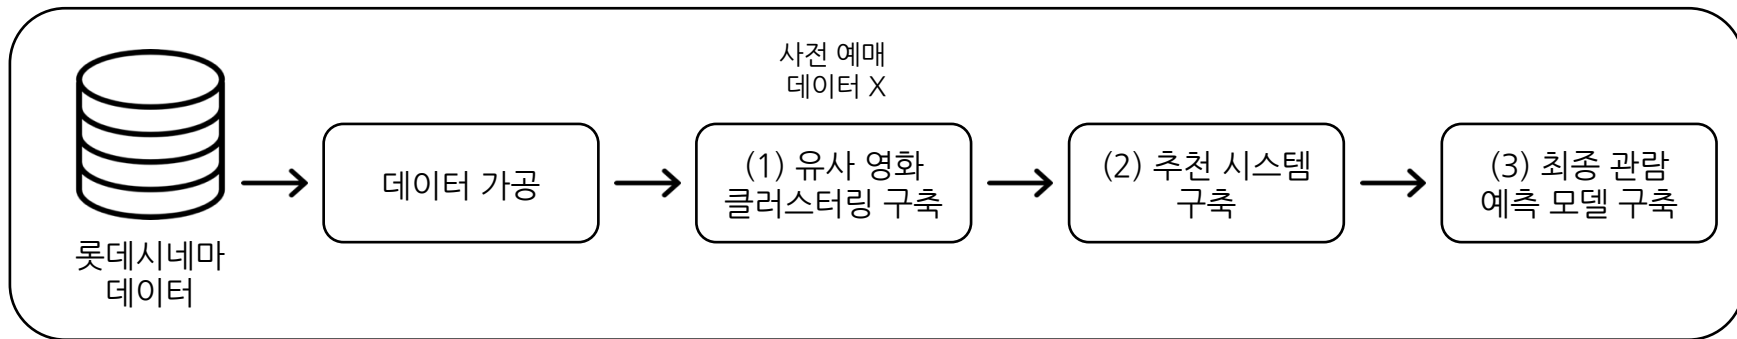 롯데시네마
데이터
데이터 가공
사전 예매
데이터 X
(1) 유사 영화
클러스터링 구축
(2) 추천 시스템
구축
(3) 최종 관람
예측 모델 구축